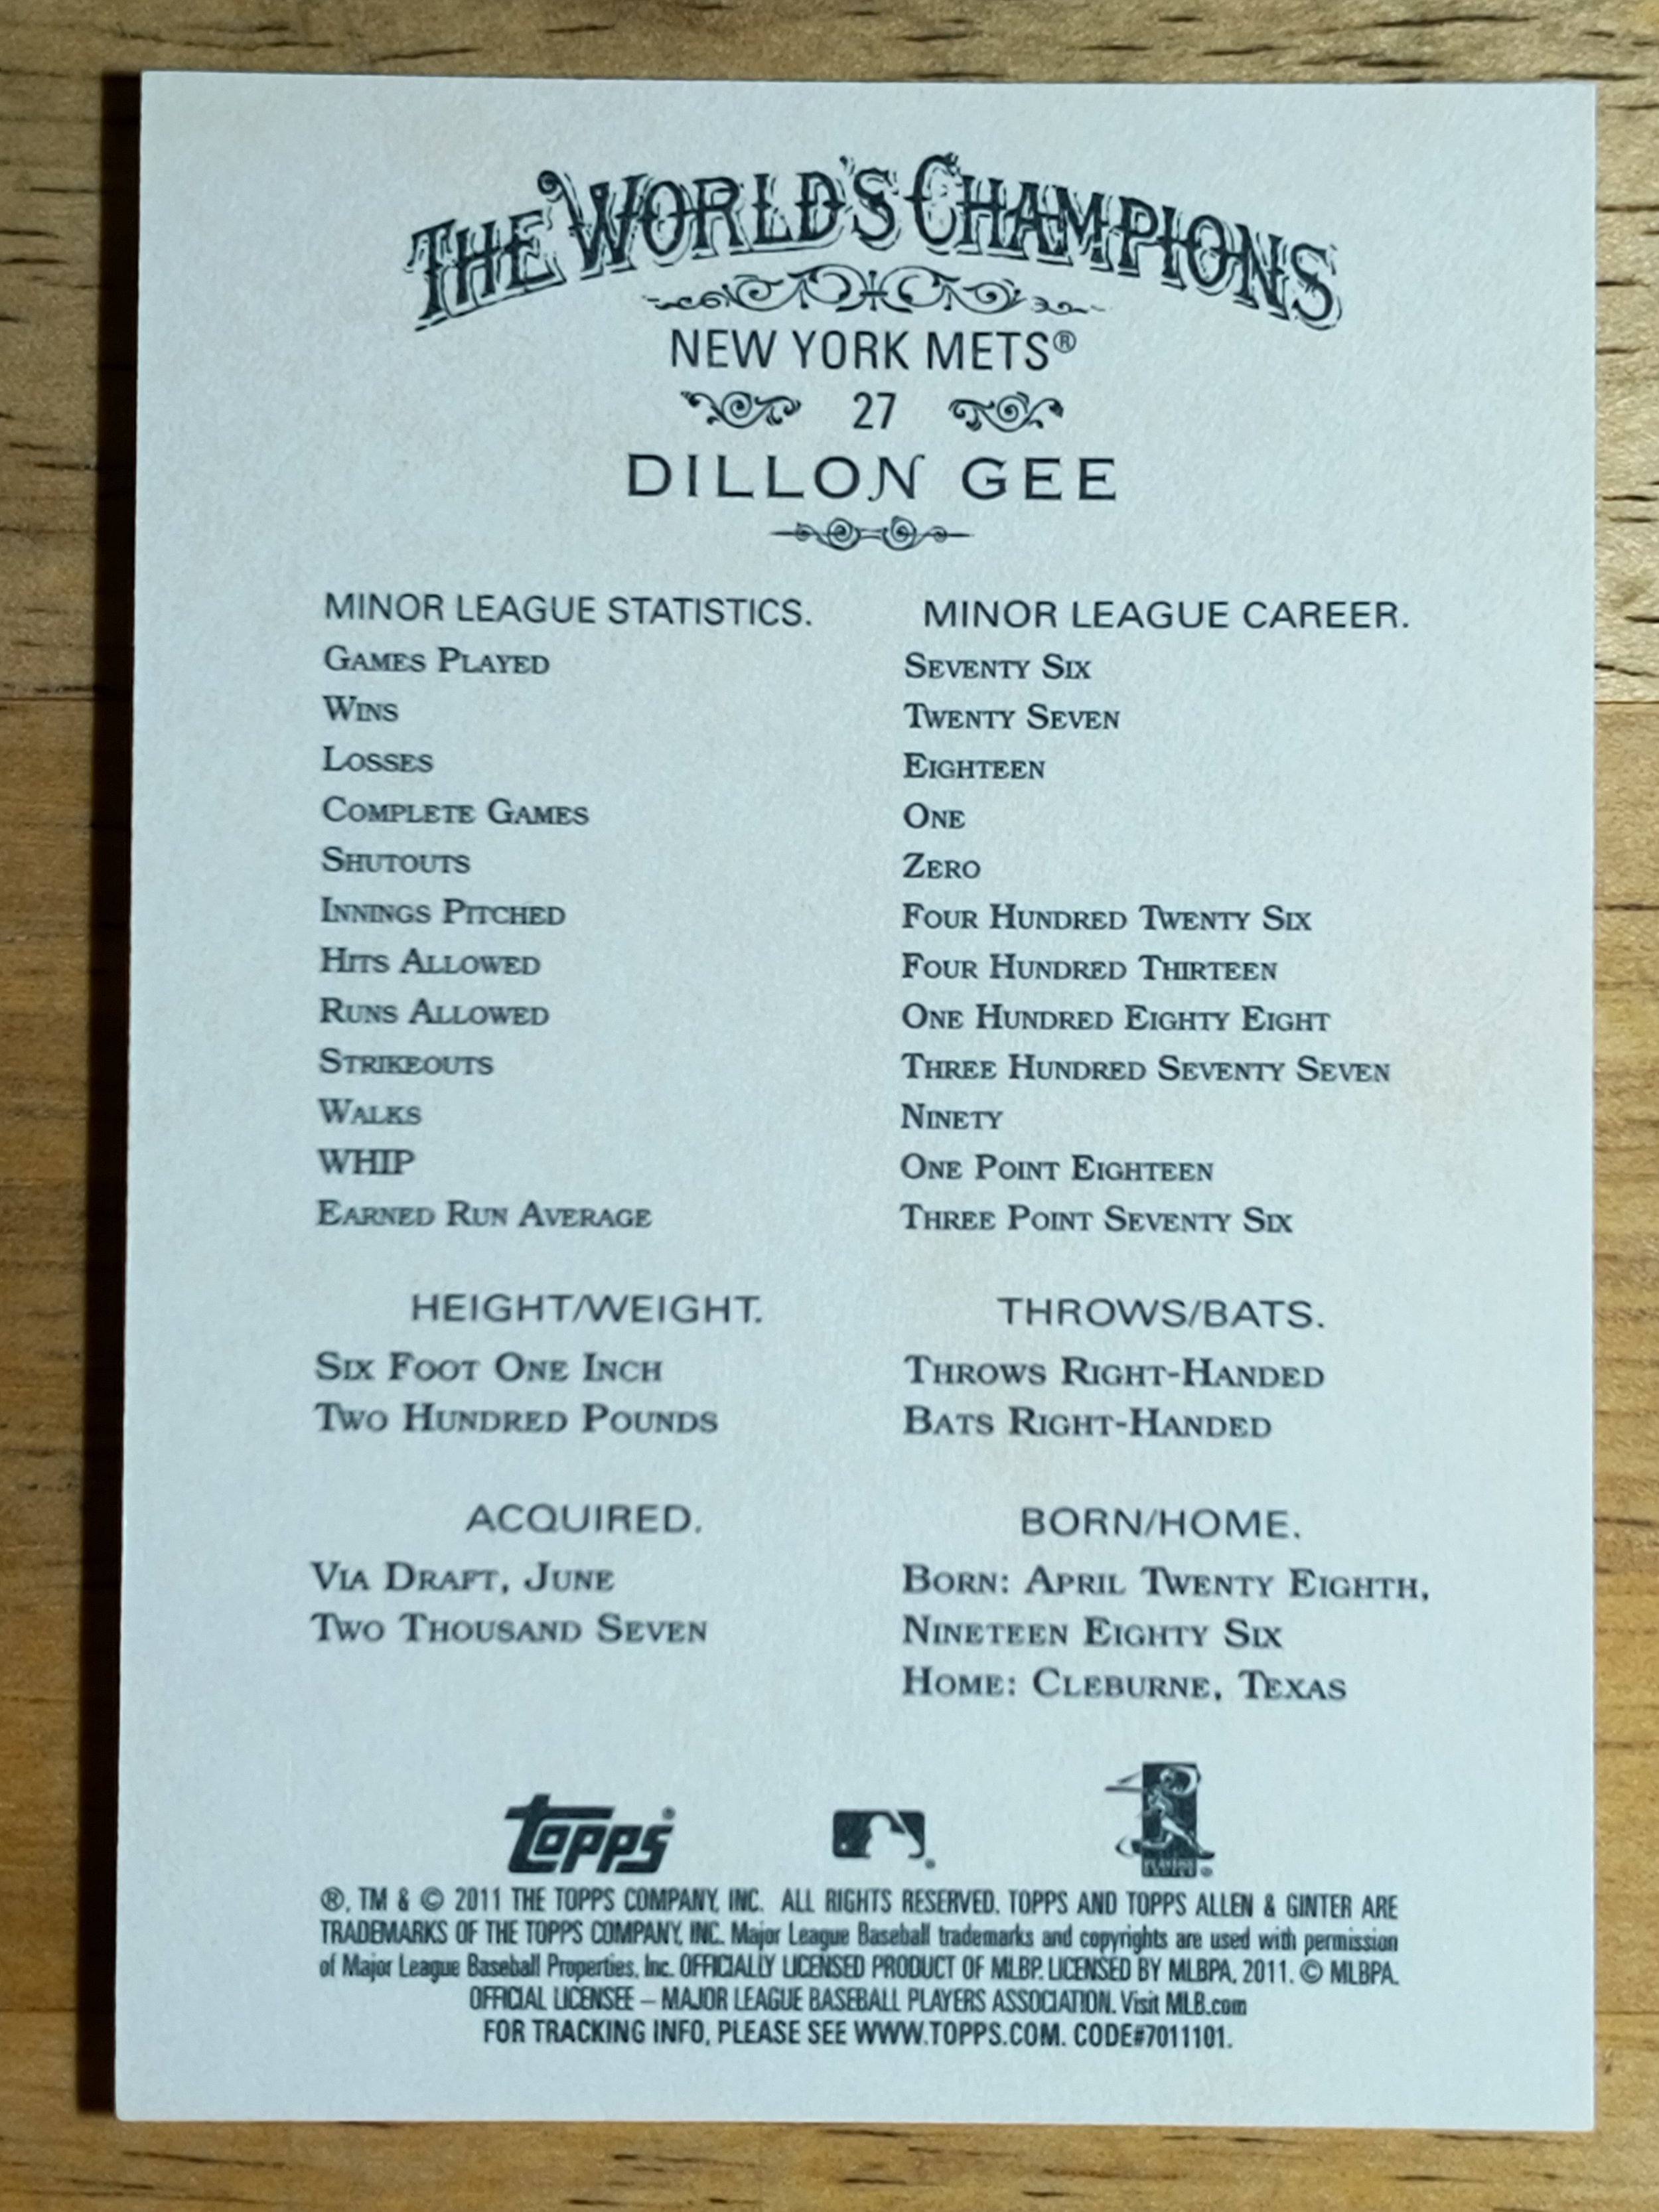 THE WORLD'S CHAMPIONS
NEW YORK METS®
27
DILLON GEE
MINOR LEAGUE STATISTICS. MINOR LEAGUE CAREER.
GAMES PLAYED SEVENTY SIX
WINS TWENTY SEVEN
LOSSES EIGHTEEN
COMPLETE GAMES ONE
SHUTOUTS ZERO
INNINGS PITCHED FOUR HUNDRED TWENTY SIX
HITS ALLOWED FOUR HUNDRED THIRTEEN
RUNS ALLOWED ONE HUNDRED EIGHTY EIGHT
STRIKEOUTS THREE HUNDRED SEVENTY SEVEN
WALKS NINETY
WHIP ONE POINT EIGHTEEN
EARNED RUN AVERAGE THREE POINT SEVENTY SIX
HEIGHT/WEIGHT.
SIX FOOT ONE INCH
TWO HUNDRED POUNDS
THROWS/BATS.
THROWS RIGHT-HANDED
BATS RIGHT-HANDED
ACQUIRED.
VIA DRAFT, JUNE
TWO THOUSAND SEVEN
BORN/HOME.
BORN: APRIL TWENTY EIGHTH,
NINETEEN EIGHTY SIX
HOME: CLEBURNE, TEXAS
Topps®
PLAYERS
®, TM & © 2011 THE TOPPS COMPANY, INC. ALL RIGHTS RESERVED. TOPPS AND TOPPS ALLEN & GINTER ARE
TRADEMARKS OF THE TOPPS COMPANY, INC. Major League Baseball trademarks and copyrights are used with permission
of Major League Baseball Properties, Inc. OFFICIALLY LICENSED PRODUCT OF MLBP. LICENSED BY MLBPA, 2011. © MLBPA.
OFFICIAL LICENSEE – MAJOR LEAGUE BASEBALL PLAYERS ASSOCIATION. Visit MLB.com
FOR TRACKING INFO, PLEASE SEE WWW.TOPPS.COM. CODE#7011101.